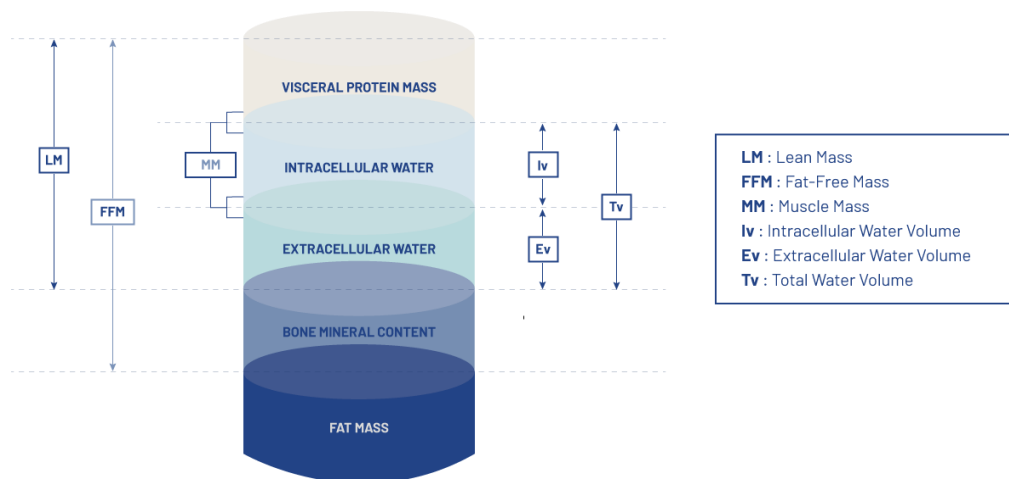 VISCERAL PROTEIN MASS
LM
MM
INTRACELLULAR WATER
Iv
FFM
Tv
EXTRACELLULAR WATER
Ev
BONE MINERAL CONTENT
FAT MASS
LM : Lean Mass
FFM : Fat-Free Mass
MM : Muscle Mass
Iv : Intracellular Water Volume
Ev : Extracellular Water Volume
Tv : Total Water Volume